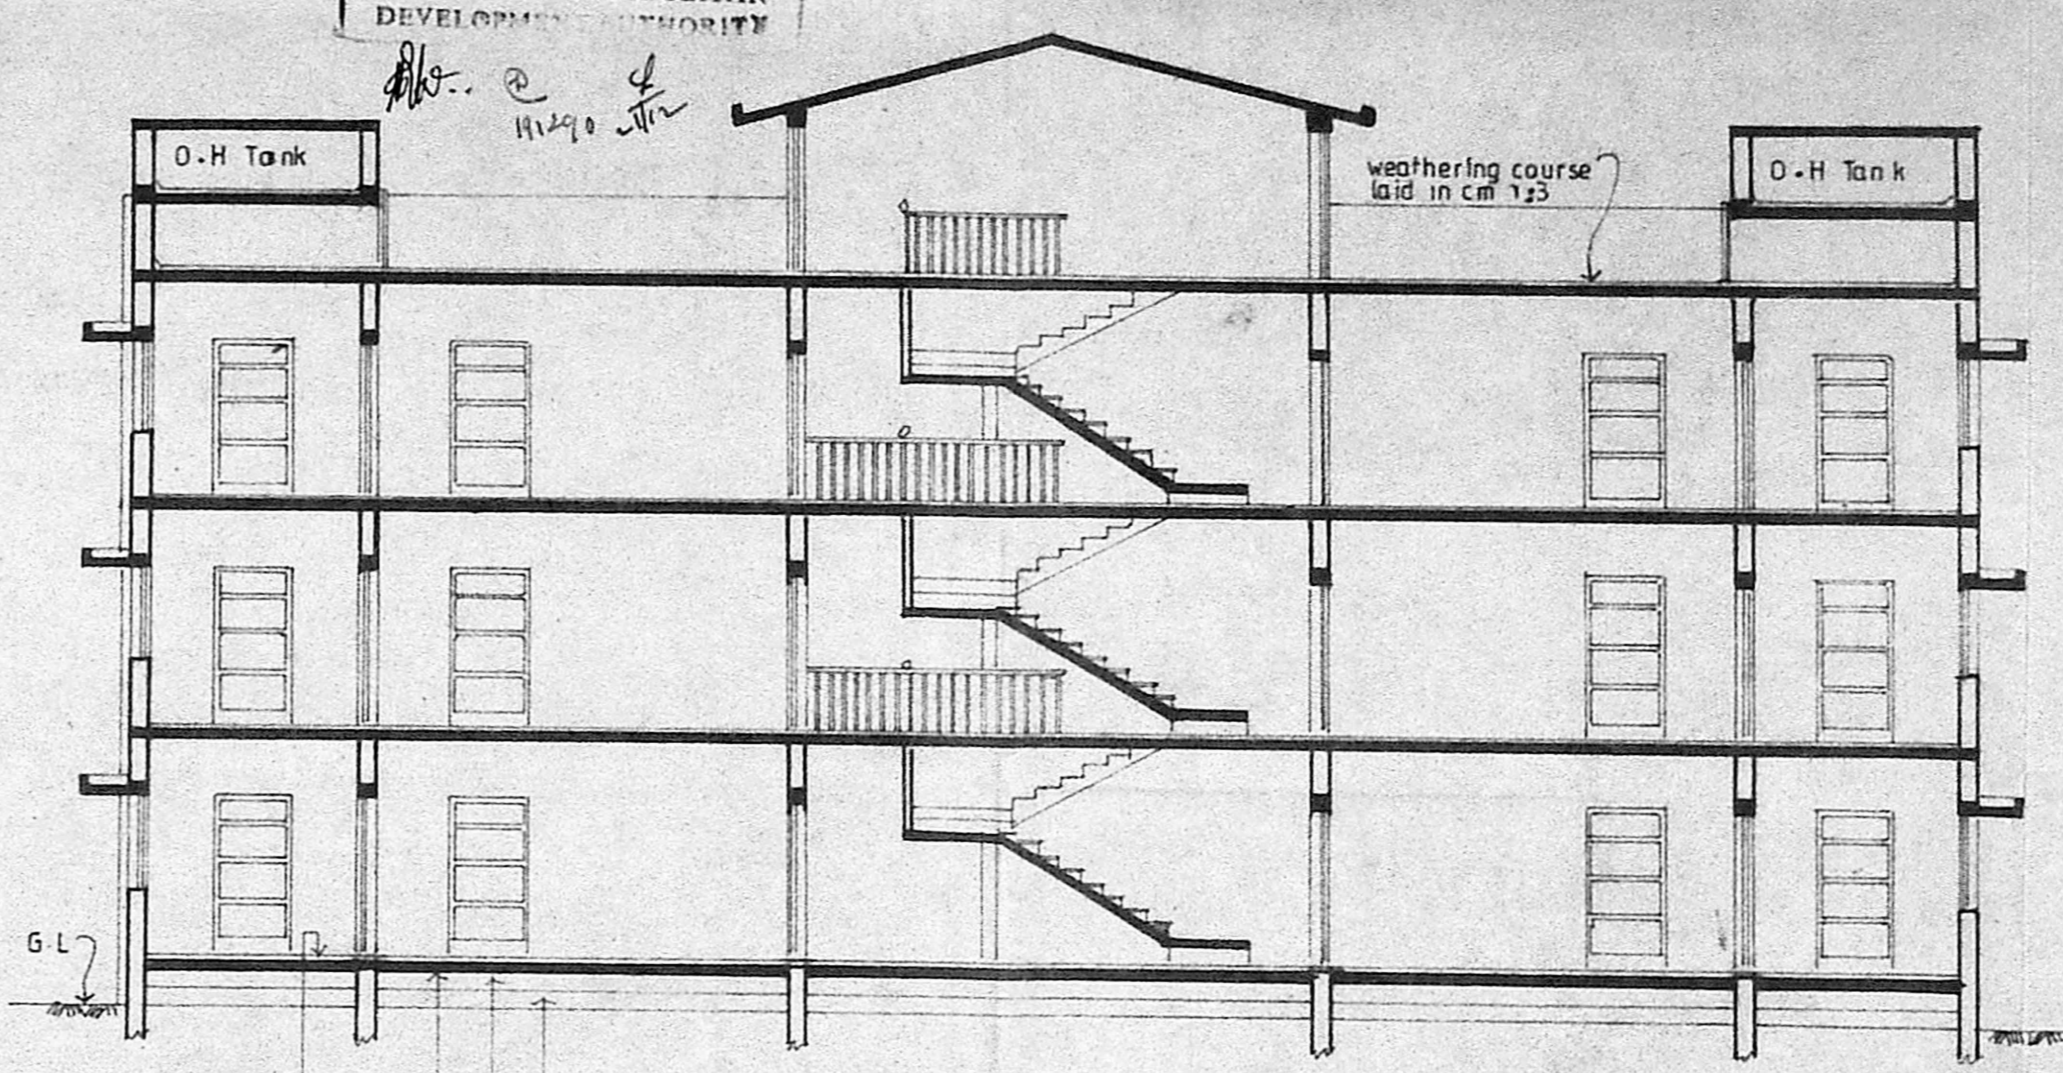 DEVELOPMENT AUTHORITY
O.H Tank
weathering course
laid in cm 1:3
O.H Tank
G.L